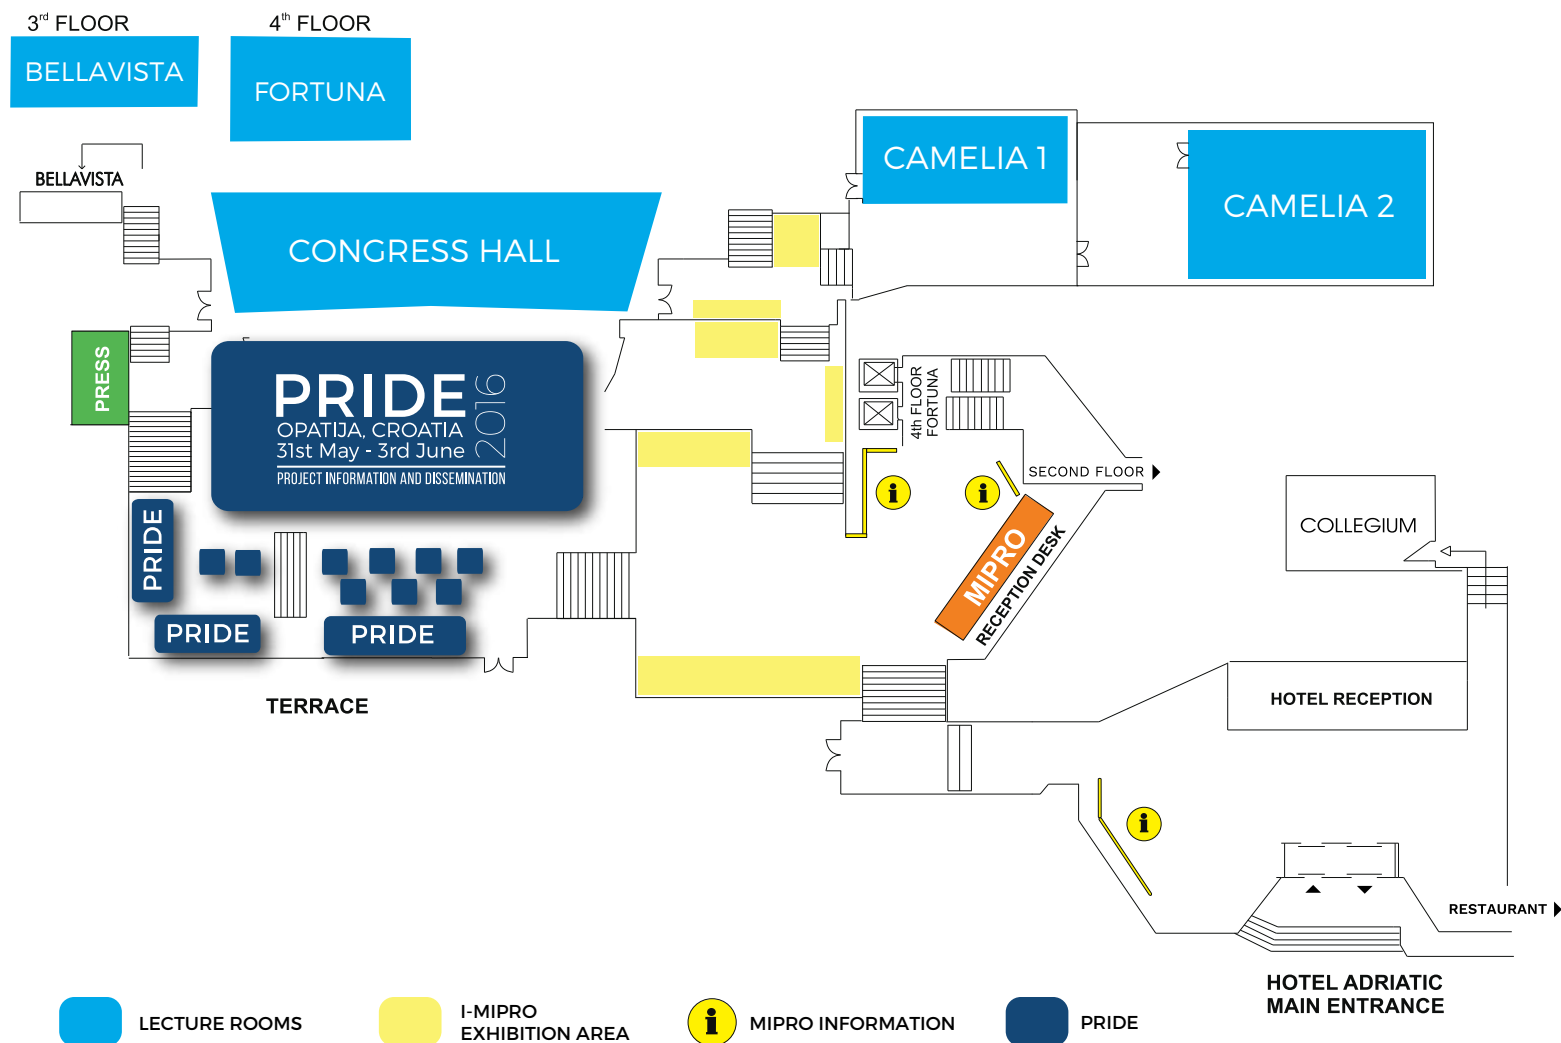 3rd FLOOR
4th FLOOR
BELLAVISTA
FORTUNA
CAMELIA 1
CAMELIA 2
BELLAVISTA
CONGRESS HALL
PRESS
PRIDE
2016
OPATIJA, CROATIA
31st May - 3rd June
PROJECT INFORMATION AND DISSEMINATION
4th FLOOR
FORTUNA
SECOND FLOOR
COLLEGIUM
PRIDE
MIPRO
RECEPTION DESK
PRIDE
PRIDE
TERRACE
HOTEL RECEPTION
RESTAURANT
HOTEL ADRIATIC
MAIN ENTRANCE
LECTURE ROOMS
I-MIPRO
EXHIBITION AREA
MIPRO INFORMATION
PRIDE